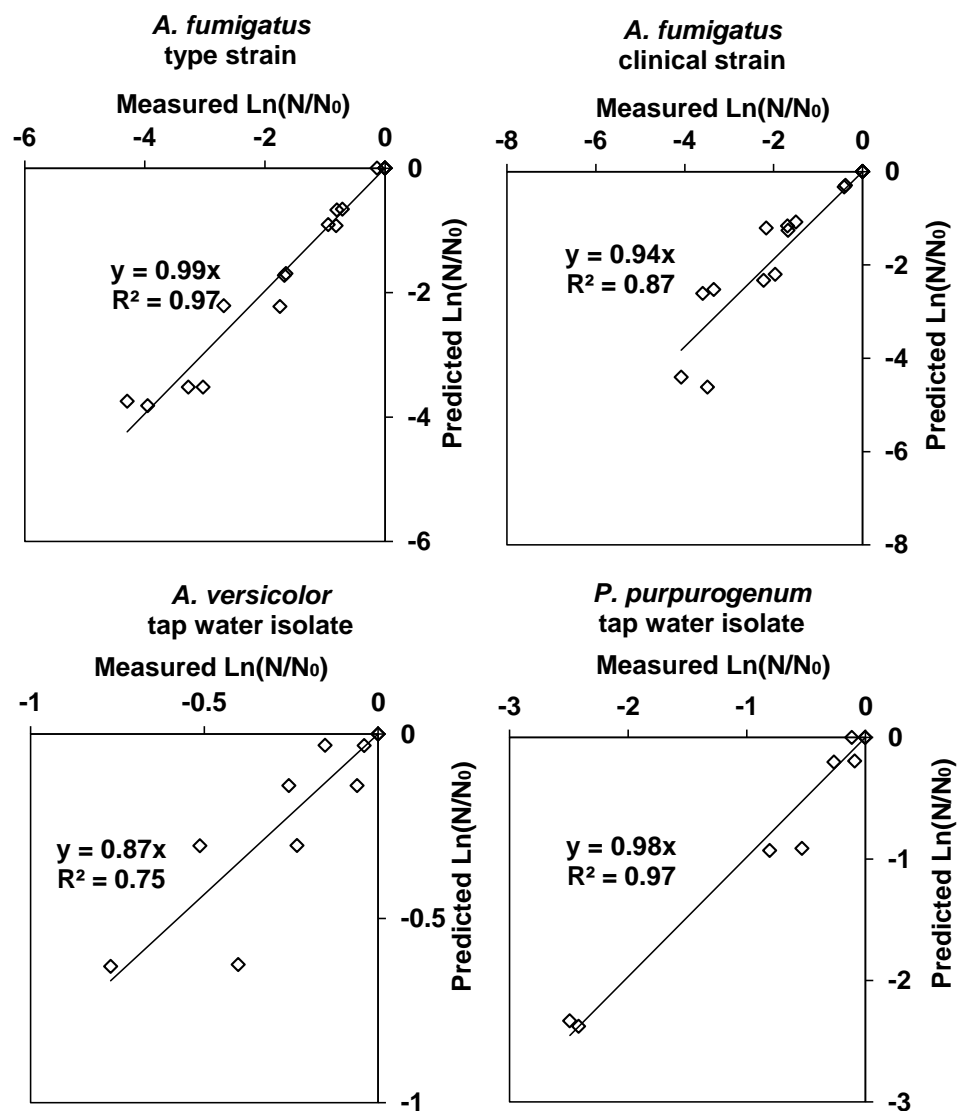 A. fumigatus
type strain
Measured Ln(N/N₀)
-6 -4 -2 0
0
-2
-4
-6
Predicted Ln(N/N₀)
y = 0.99x
R² = 0.97
A. fumigatus
clinical strain
Measured Ln(N/N₀)
-8 -6 -4 -2 0
0
-2
-4
-6
-8
Predicted Ln(N/N₀)
y = 0.94x
R² = 0.87
A. versicolor
tap water isolate
Measured Ln(N/N₀)
-1 -0.5 0
0
-0.5
-1
Predicted Ln(N/N₀)
y = 0.87x
R² = 0.75
P. purpurogenum
tap water isolate
Measured Ln(N/N₀)
-3 -2 -1 0
0
-1
-2
-3
Predicted Ln(N/N₀)
y = 0.98x
R² = 0.97